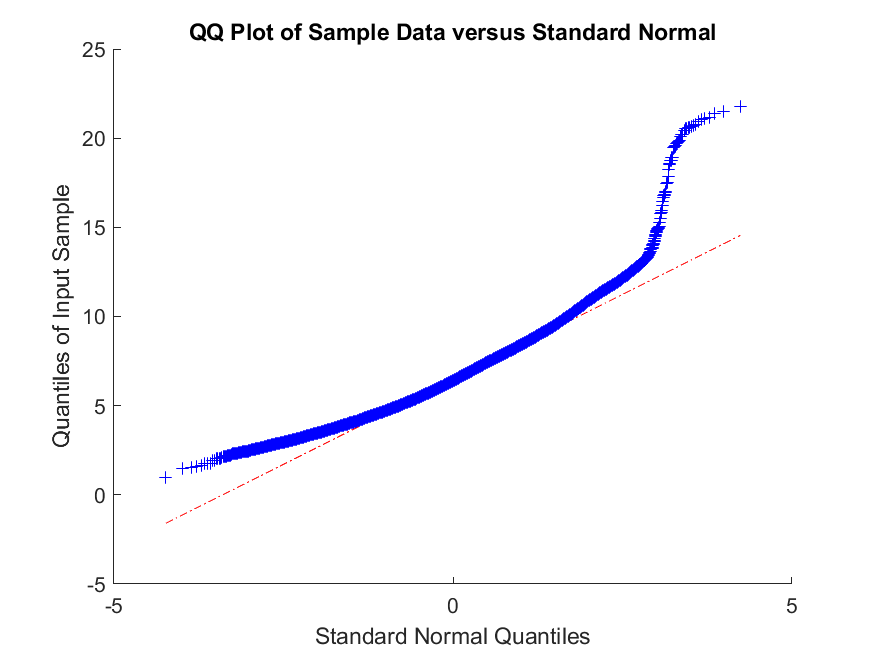 QQ Plot of Sample Data versus Standard Normal
25
20
15
10
5
0
-5
Quantiles of Input Sample
-5 0 5
Standard Normal Quantiles